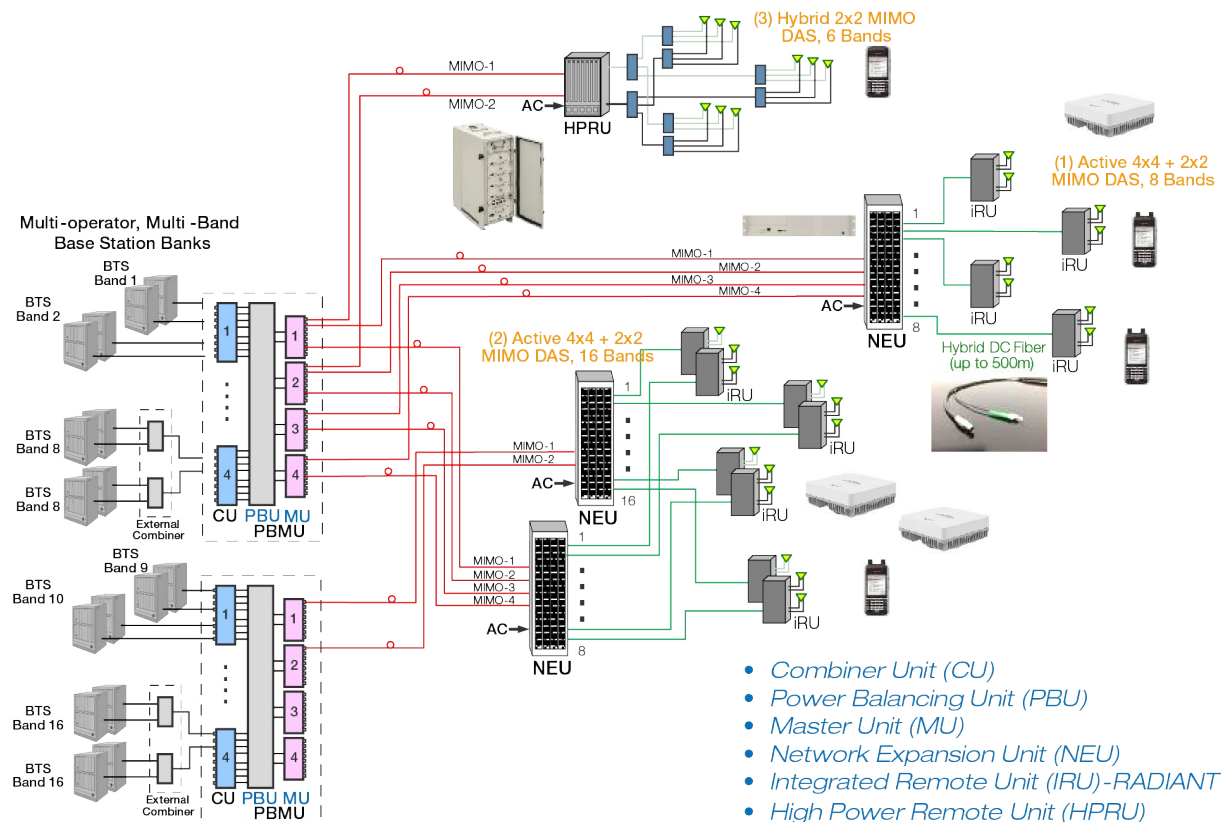 (3) Hybrid 2x2 MIMO
DAS, 6 Bands
MIMO-1
MIMO-2
AC
HPRU
(1) Active 4x4 + 2x2
MIMO DAS, 8 Bands
iRU
1
iRU
iRU
iRU
8
AC
NEU
Hybrid DC Fiber
(up to 500m)
MIMO-1
MIMO-2
MIMO-3
MIMO-4
Multi-operator, Multi -Band
Base Station Banks
BTS
Band 1
BTS
Band 2
BTS
Band 8
BTS
Band 8
External
Combiner
1
4
1
2
3
4
CU PBU MU
PBMU
(2) Active 4x4 + 2x2
MIMO DAS, 16 Bands
1
iRU
iRU
iRU
iRU
MIMO-1
MIMO-2
AC
16
NEU
1
MIMO-1
MIMO-2
MIMO-3
MIMO-4
AC
8
NEU
BTS
Band 9
BTS
Band 10
BTS
Band 16
BTS
Band 16
External
Combiner
1
4
1
2
3
4
CU PBU MU
PBMU
• Combiner Unit (CU)
• Power Balancing Unit (PBU)
• Master Unit (MU)
• Network Expansion Unit (NEU)
• Integrated Remote Unit (IRU)-RADIANT
• High Power Remote Unit (HPRU)